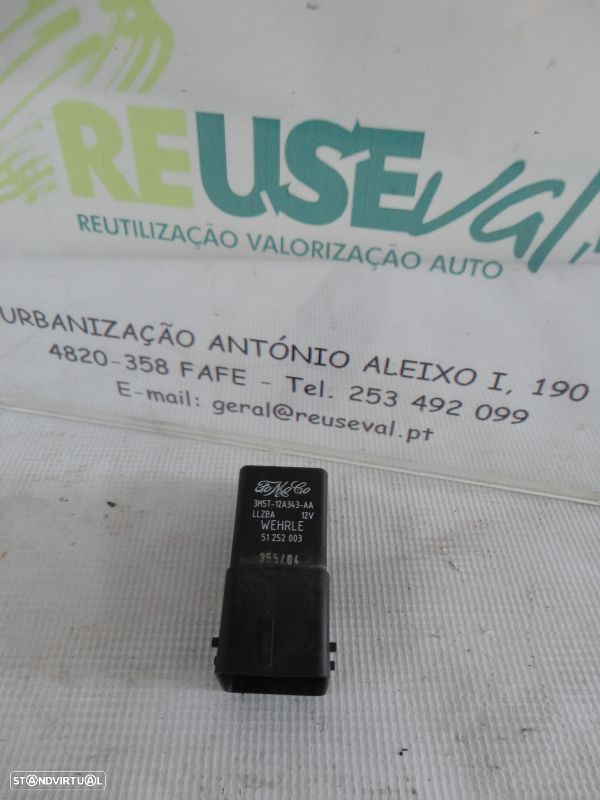 REUSEval,
REUTILIZAÇÃO VALORIZAÇÃO AUTO
URBANIZAÇÃO ANTÓNIO ALEIXO I, 190
4820-358 FAFE - Tel. 253 492 099
E-mail: geral@reuseval.pt
FoMoCo
3M5T-12A343-AA
LLZBA 12V
WEHRLE
51 252 003
355/04
STANDVIRTUAL